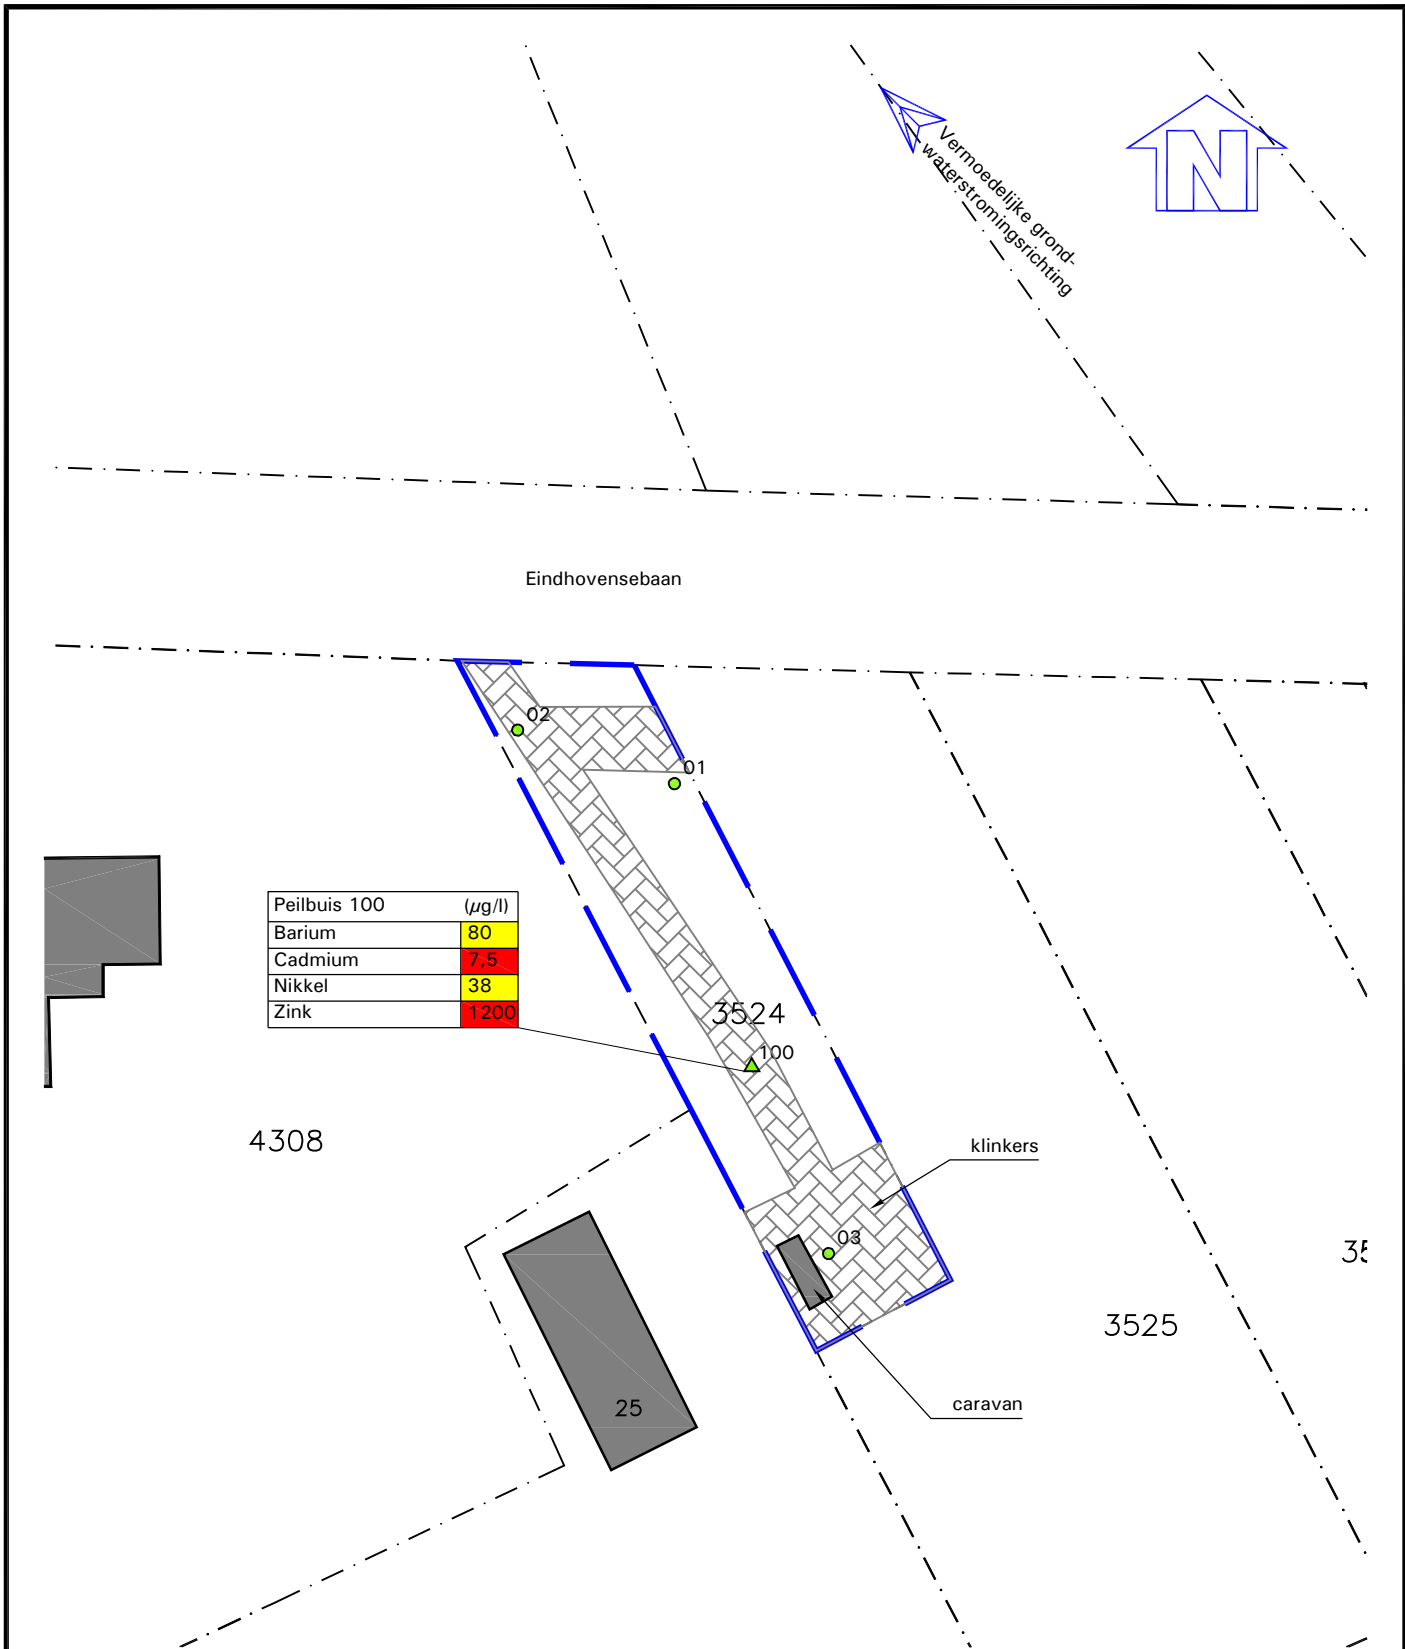 Vermoedelijke grond-
waterstromingsrichting
N
Eindhovensebaan
02
01
Peilbuis 100 (µg/l)
Barium 80
Cadmium 7,5
Nikkel 38
Zink 1200
3524
100
4308
klinkers
03
3525
caravan
25